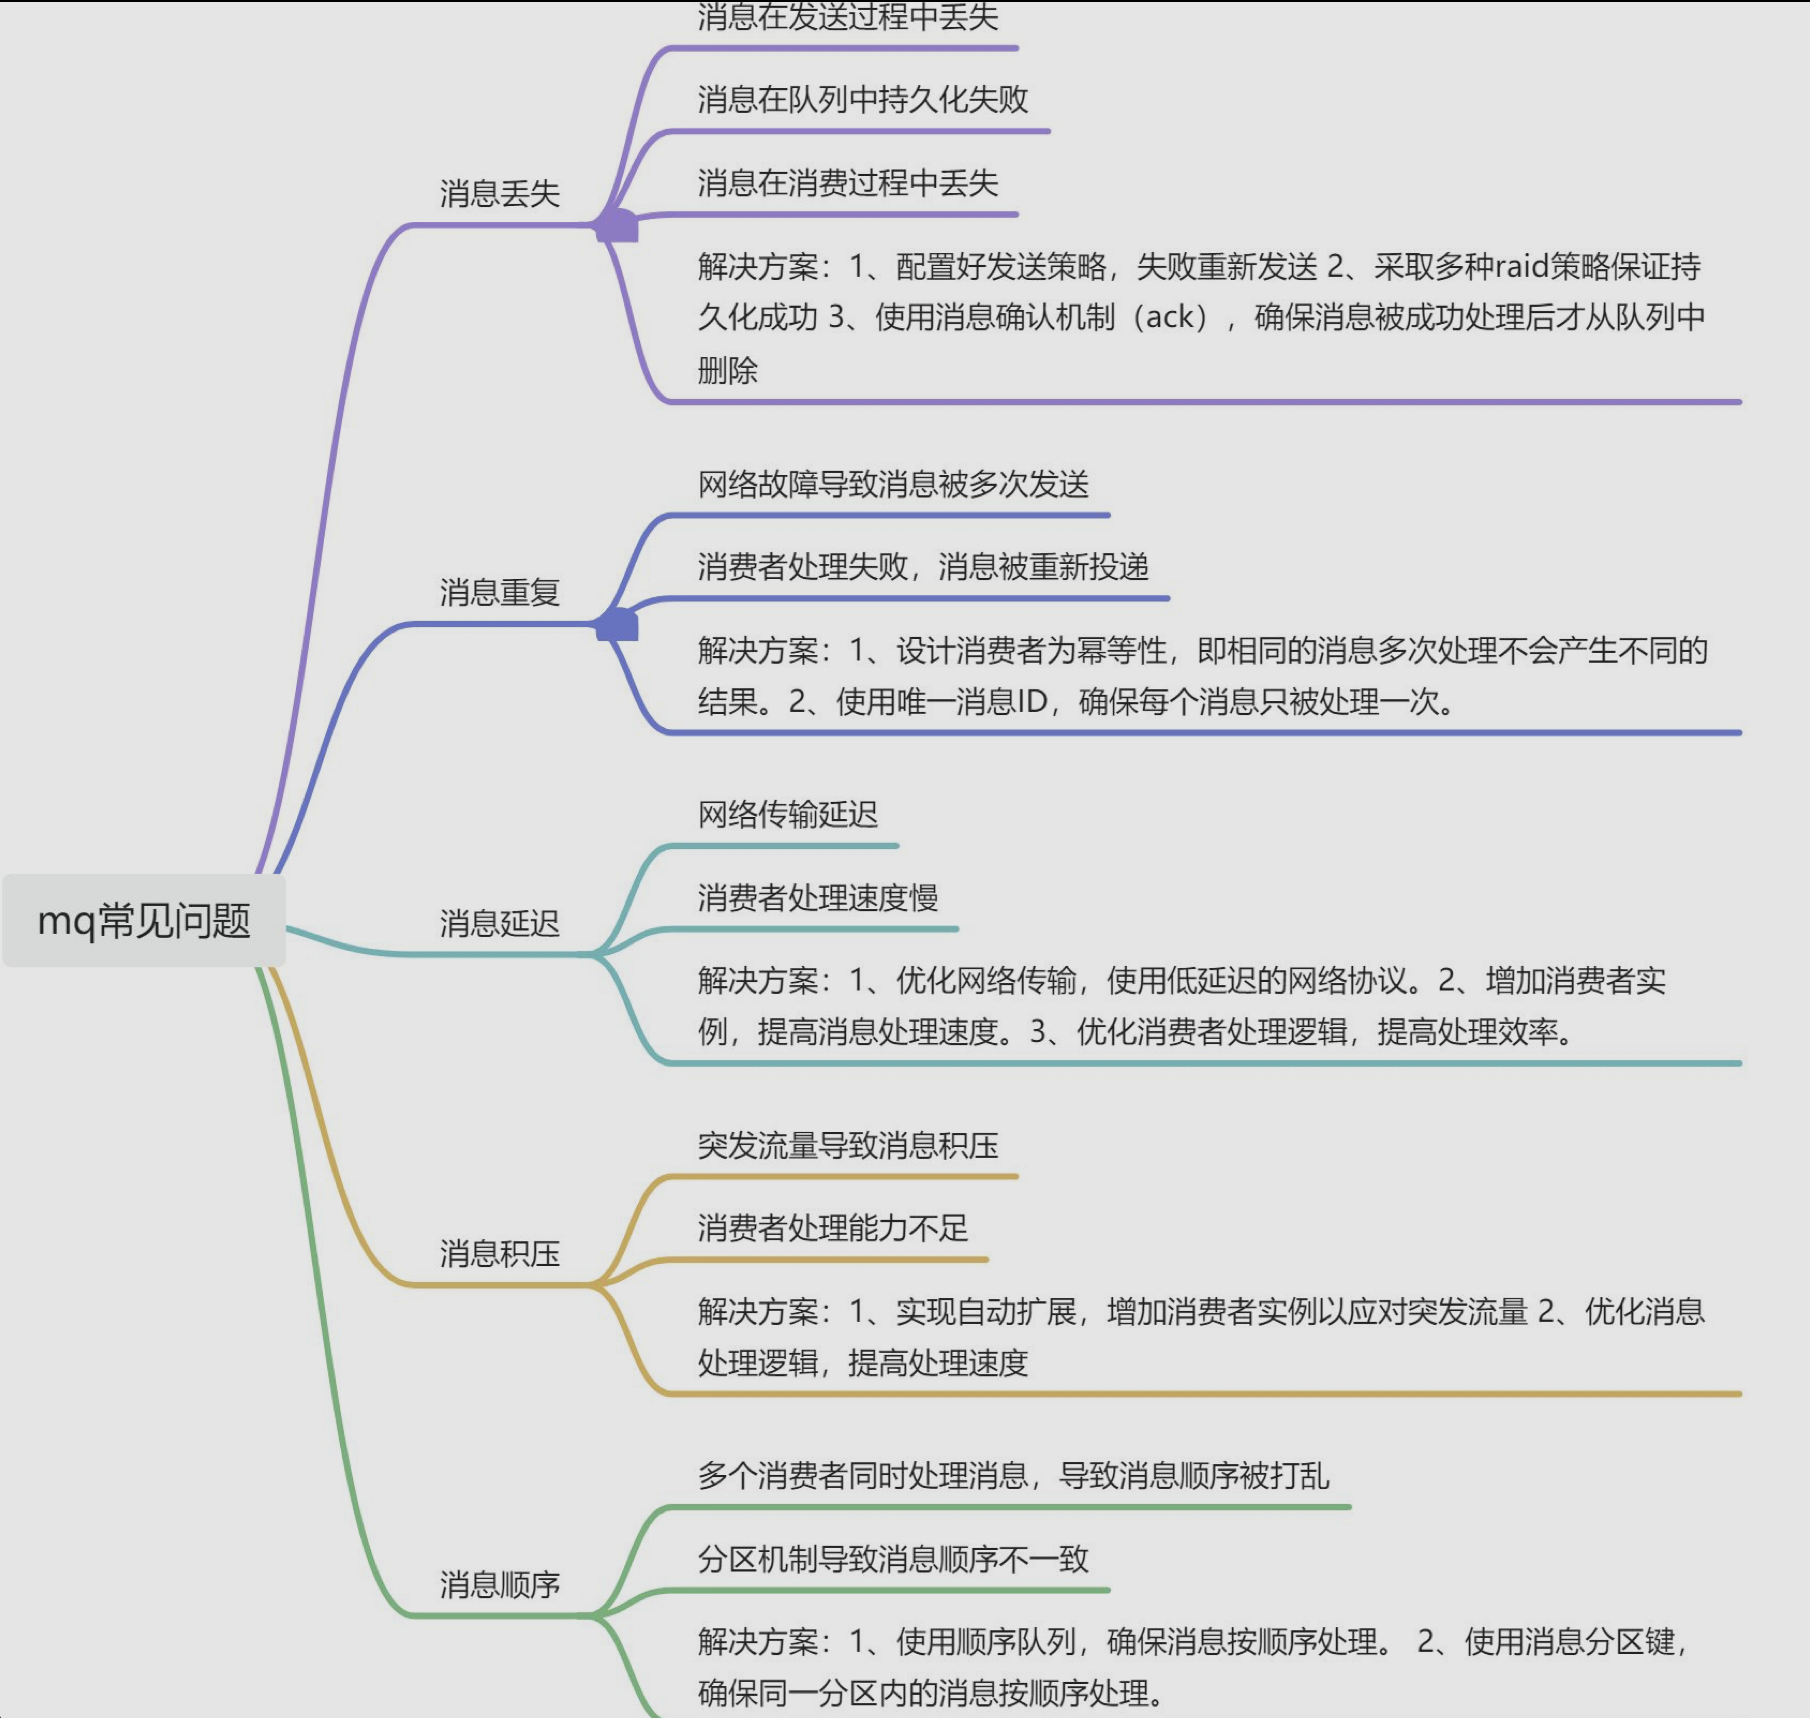 消息在发送过程中丢失
消息在队列中持久化失败
消息丢失
消息在消费过程中丢失
解决方案：1、配置好发送策略，失败重新发送 2、采取多种raid策略保证持
久化成功 3、使用消息确认机制（ack），确保消息被成功处理后才从队列中
删除
网络故障导致消息被多次发送
消息重复
消费者处理失败，消息被重新投递
解决方案：1、设计消费者为幂等性，即相同的消息多次处理不会产生不同的
结果。2、使用唯一消息ID，确保每个消息只被处理一次。
mq常见问题
网络传输延迟
消息延迟
消费者处理速度慢
解决方案：1、优化网络传输，使用低延迟的网络协议。2、增加消费者实
例，提高消息处理速度。3、优化消费者处理逻辑，提高处理效率。
突发流量导致消息积压
消息积压
消费者处理能力不足
解决方案：1、实现自动扩展，增加消费者实例以应对突发流量 2、优化消息
处理逻辑，提高处理速度
多个消费者同时处理消息，导致消息顺序被打乱
消息顺序
分区机制导致消息顺序不一致
解决方案：1、使用顺序队列，确保消息按顺序处理。 2、使用消息分区键，
确保同一分区内的消息按顺序处理。